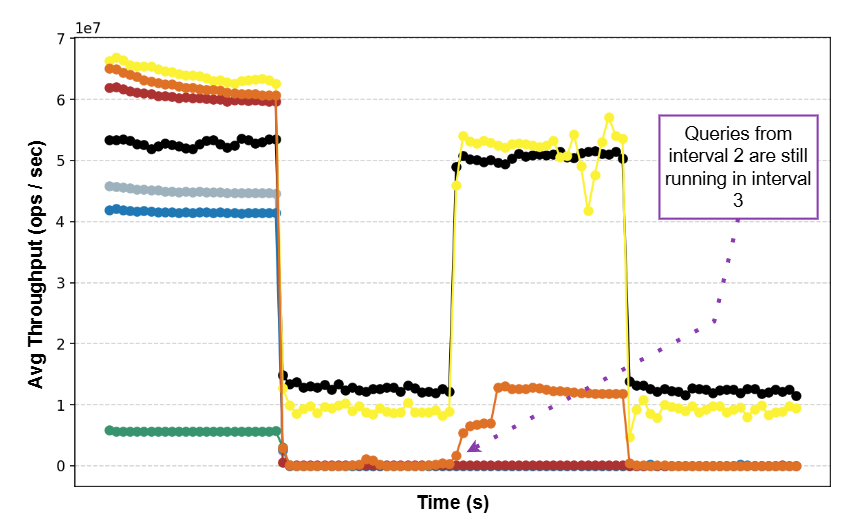 1e7
7
6
5
4
3
2
1
0
Avg Throughput (ops / sec)
Time (s)
Queries from
interval 2 are still
running in interval
3